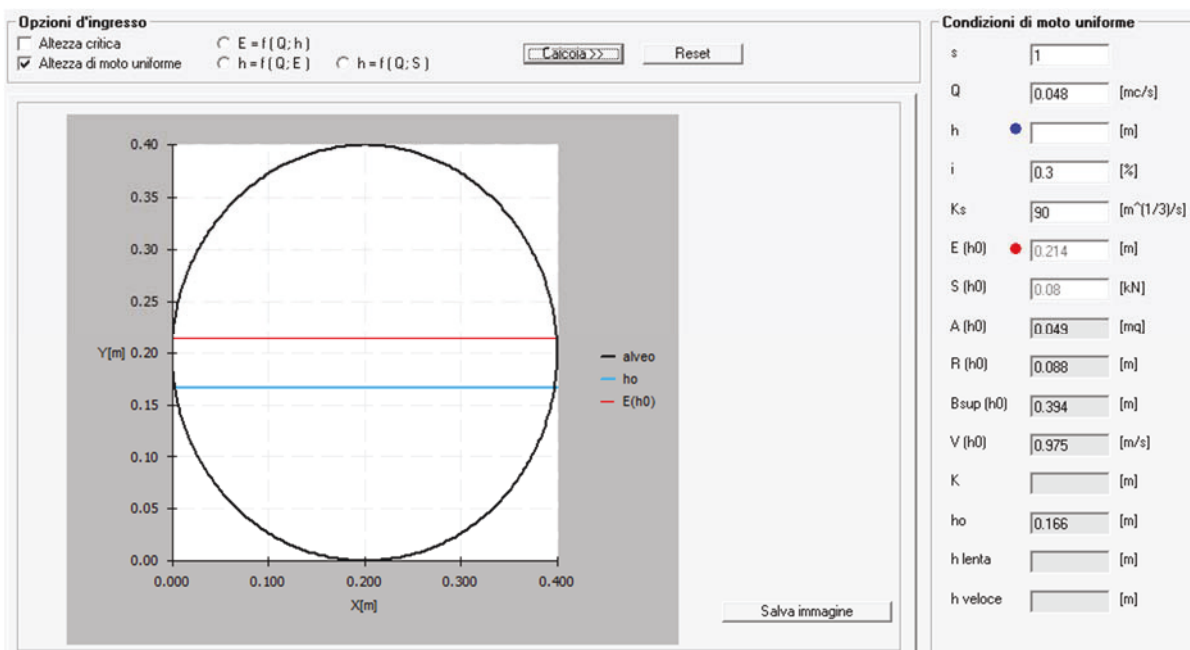 Opzioni d'ingresso
Altezza critica
E = f ( Q ; h )
Altezza di moto uniforme
h = f ( Q ; E )
h = f ( Q ; S )
Calcola >>
Reset
0.40
0.35
0.30
0.25
Y[m] 0.20
0.15
0.10
0.05
0.00
0.000 0.100 0.200 0.300 0.400
X[m]
alveo
ho
E(h0)
Salva immagine
Condizioni di moto uniforme
s 1
Q 0.048 [mc/s]
h [m]
i 0.3 [%]
Ks 90 [m^(1/3)/s]
E (h0) 0.214 [m]
S (h0) 0.08 [kN]
A (h0) 0.049 [mq]
R (h0) 0.088 [m]
Bsup (h0) 0.394 [m]
V (h0) 0.975 [m/s]
K [m]
ho 0.166 [m]
h lenta [m]
h veloce [m]